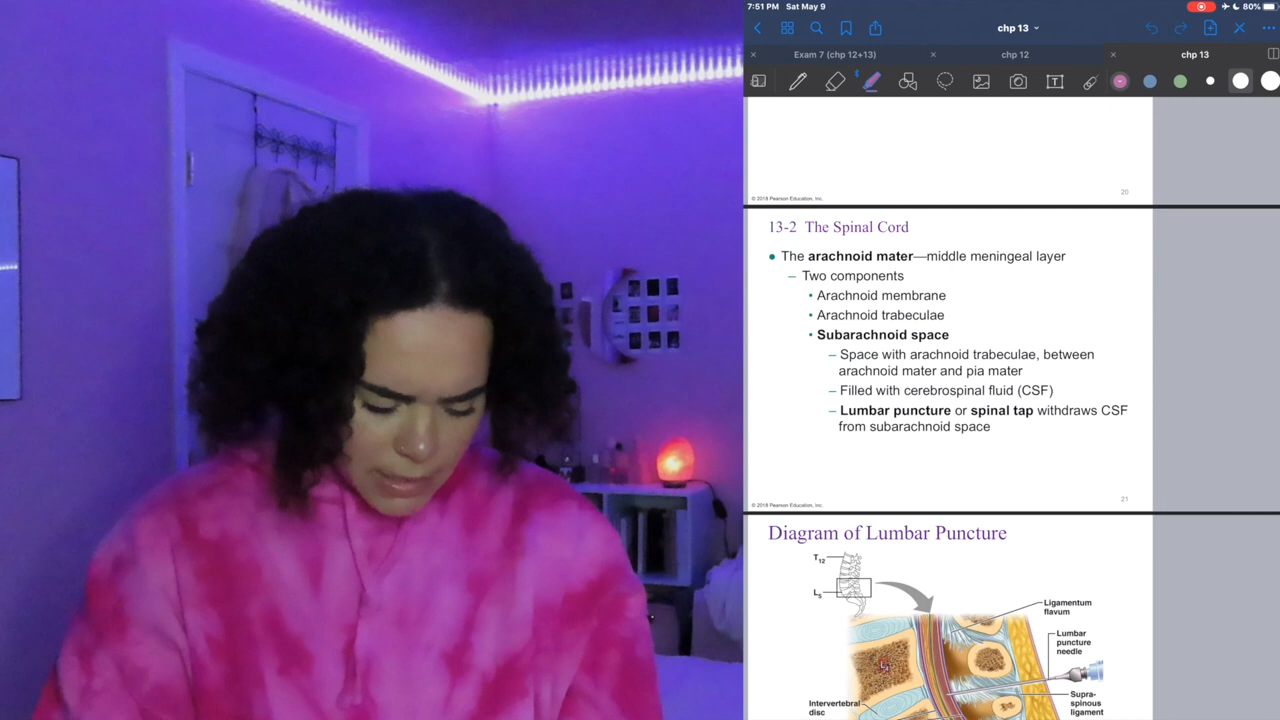 7:51 PM Sat May 9
80%
chp 13
Exam 7 (chp 12+13)
chp 12
chp 13
20
© 2018 Pearson Education, Inc.
13-2 The Spinal Cord
• The arachnoid mater—middle meningeal layer
– Two components
• Arachnoid membrane
• Arachnoid trabeculae
• Subarachnoid space
– Space with arachnoid trabeculae, between
arachnoid mater and pia mater
– Filled with cerebrospinal fluid (CSF)
– Lumbar puncture or spinal tap withdraws CSF
from subarachnoid space
21
© 2018 Pearson Education, Inc.
Diagram of Lumbar Puncture
T12
L5
Ligamentum
flavum
Lumbar
puncture
needle
Supra-
spinous
ligament
Intervertebral
disc